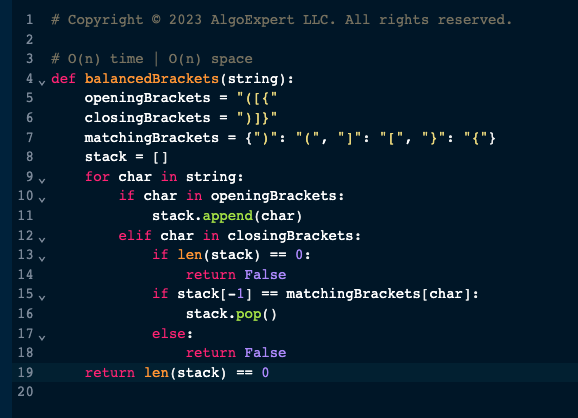 1 # Copyright © 2023 AlgoExpert LLC. All rights reserved.
2
3 # O(n) time | O(n) space
4 def balancedBrackets(string):
5     openingBrackets = "([{"
6     closingBrackets = ")]}"
7     matchingBrackets = {")": "(", "]": "[", "}": "{"}
8     stack = []
9     for char in string:
10         if char in openingBrackets:
11             stack.append(char)
12         elif char in closingBrackets:
13             if len(stack) == 0:
14                 return False
15             if stack[-1] == matchingBrackets[char]:
16                 stack.pop()
17             else:
18                 return False
19     return len(stack) == 0
20